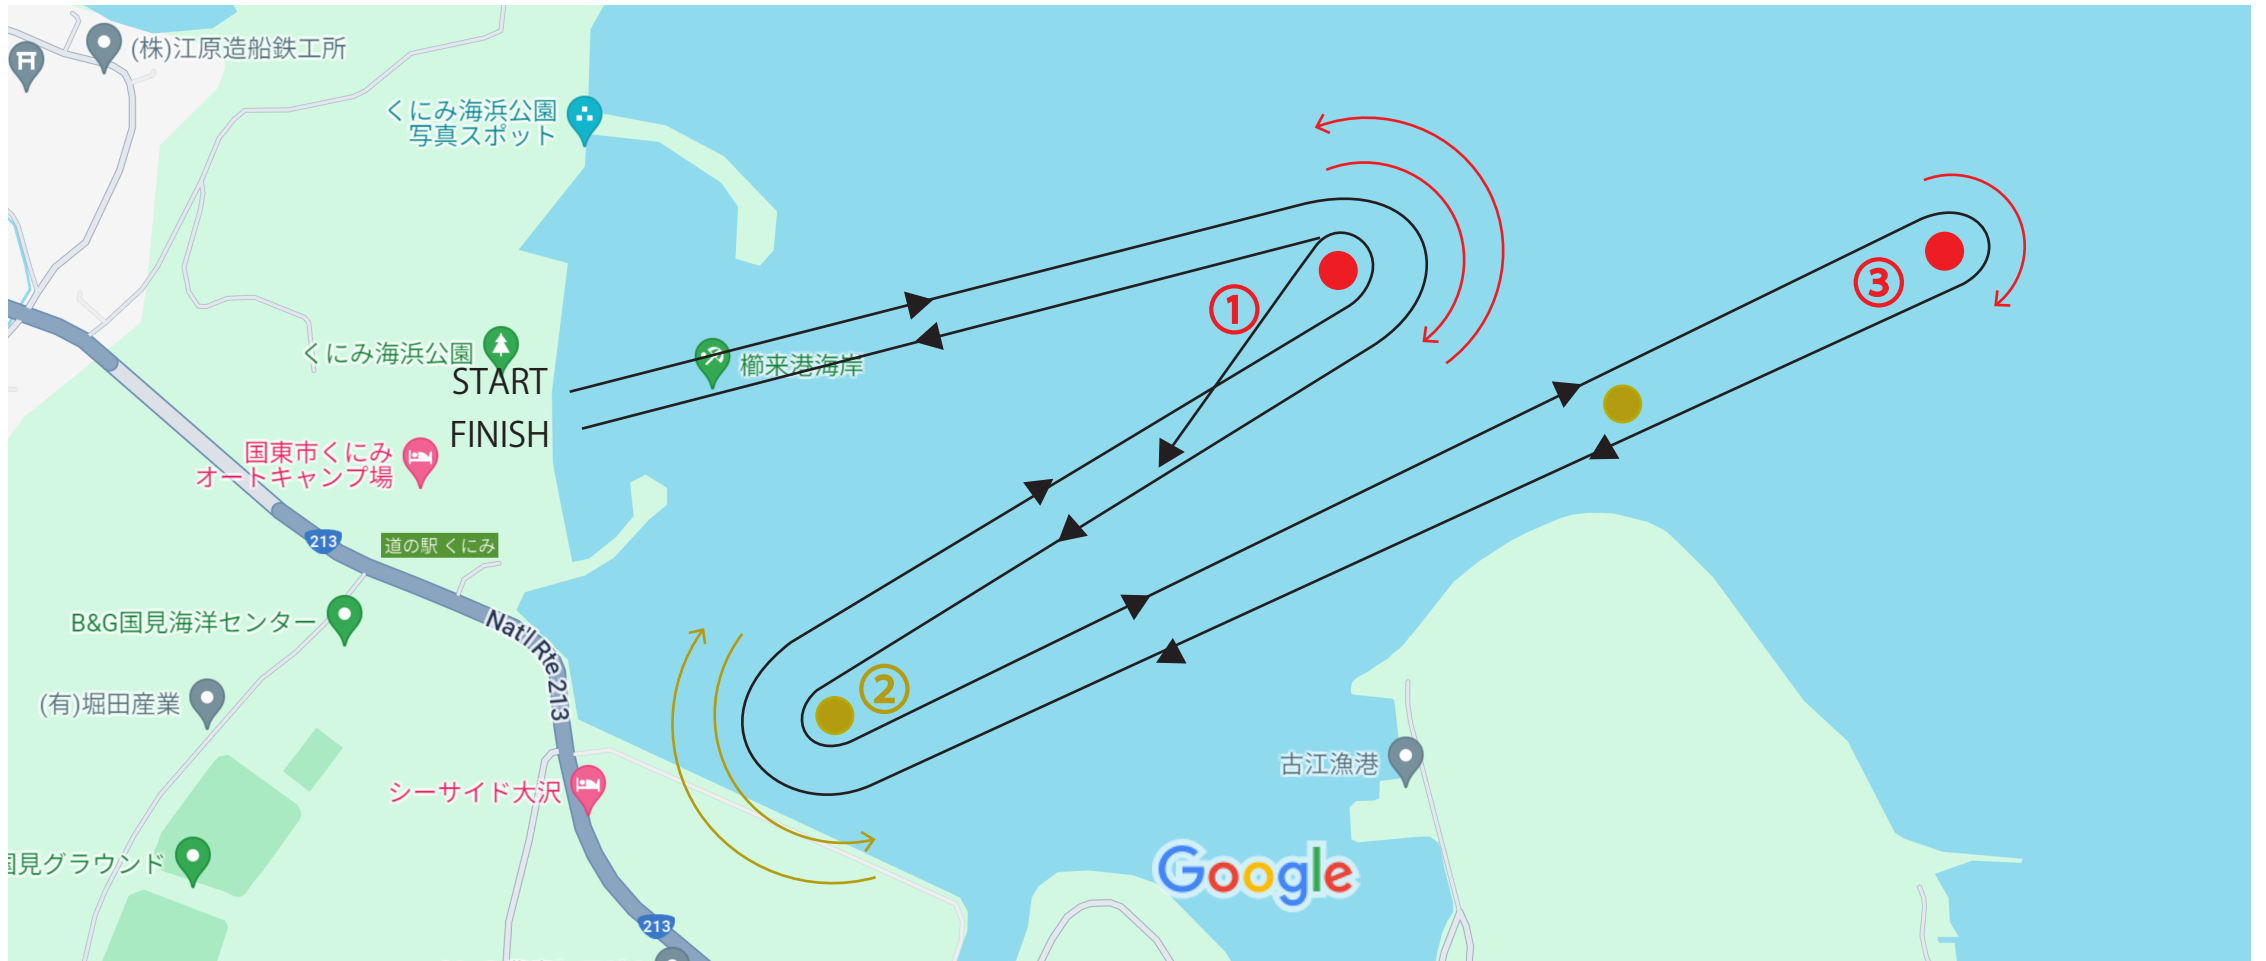 (株)江原造船鉄工所
くにみ海浜公園
写真スポット
①
③
くにみ海浜公園
START
櫛来港海岸
FINISH
国東市くにみ
オートキャンプ場
213
道の駅 くにみ
B&G国見海洋センター
Nat'l Rte 213
②
(有)堀田産業
シーサイド大沢
古江漁港
国見グラウンド
Google
213